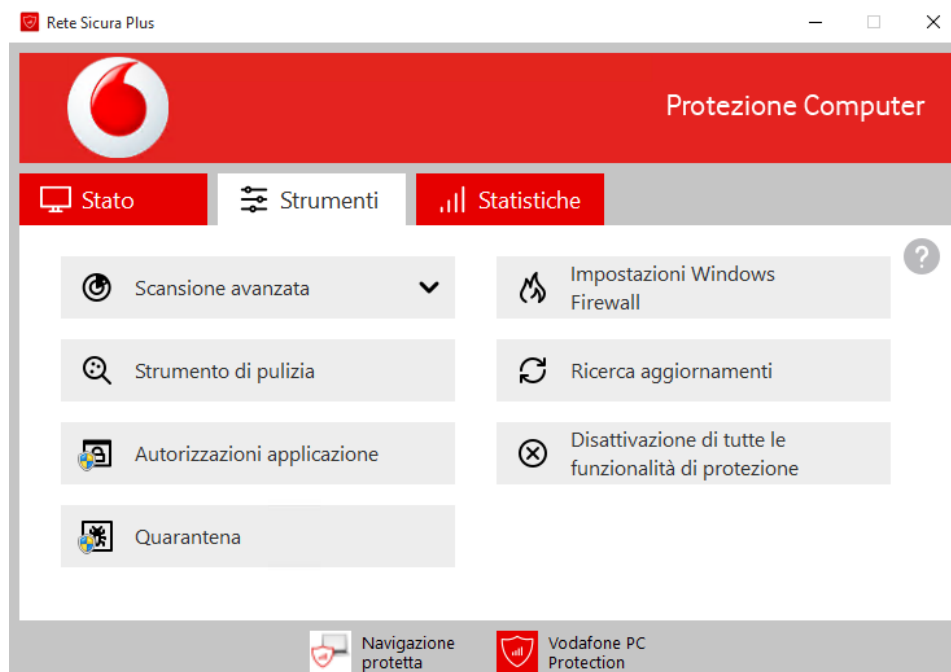 Rete Sicura Plus
Protezione Computer
Stato
Strumenti
Statistiche
?
Scansione avanzata
Impostazioni Windows
Firewall
Strumento di pulizia
Ricerca aggiornamenti
Autorizzazioni applicazione
Disattivazione di tutte le
funzionalità di protezione
Quarantena
Navigazione
protetta
Vodafone PC
Protection